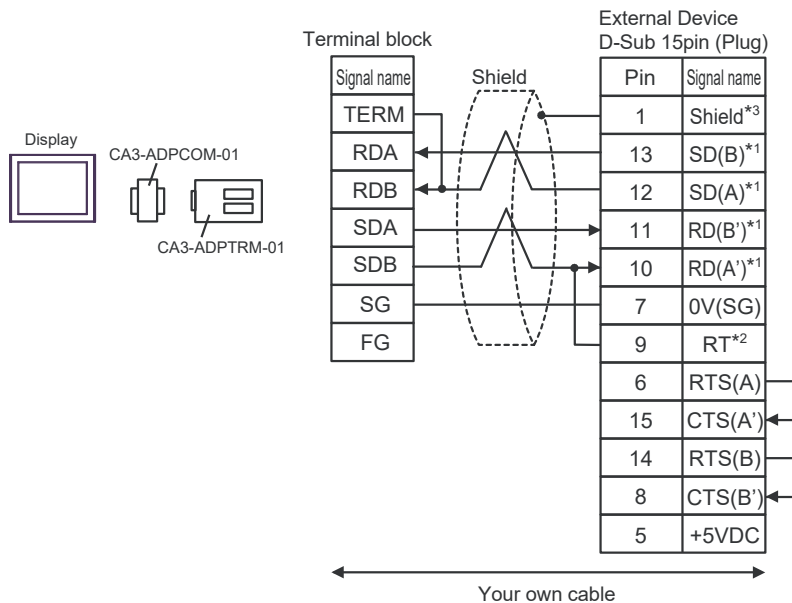 External Device
Terminal block D-Sub 15pin (Plug)
Signal name Shield Pin Signal name
TERM 1 Shield*3
Display CA3-ADPCOM-01 RDA 13 SD(B)*1
RDB 12 SD(A)*1
CA3-ADPTRM-01 SDA 11 RD(B’)*1
SDB 10 RD(A’)*1
SG 7 0V(SG)
FG 9 RT*2
6 RTS(A)
15 CTS(A’)
14 RTS(B)
8 CTS(B’)
5 +5VDC
Your own cable